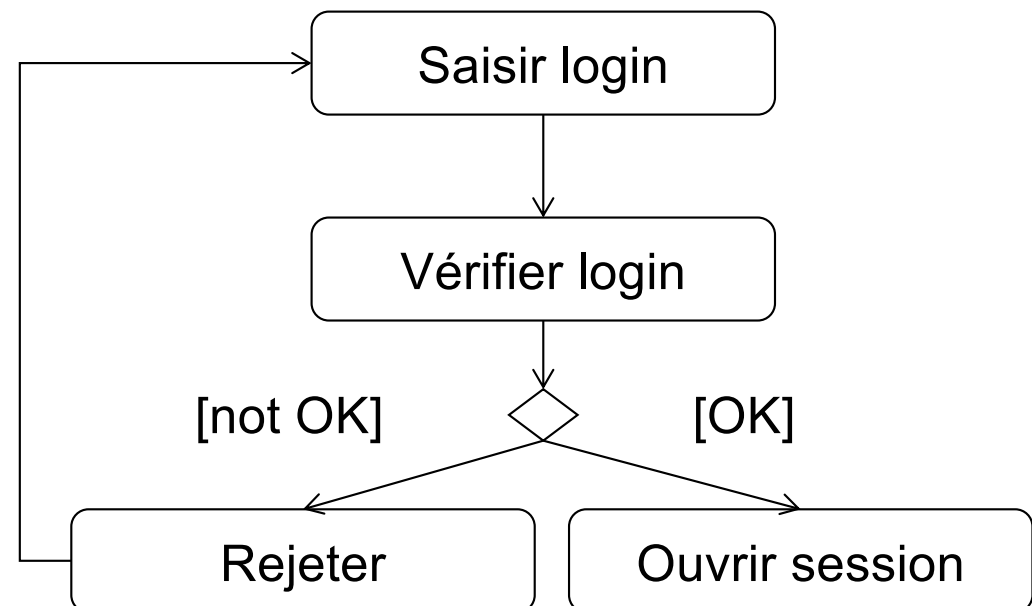 Saisir login
Vérifier login
[not OK]
[OK]
Rejeter
Ouvrir session